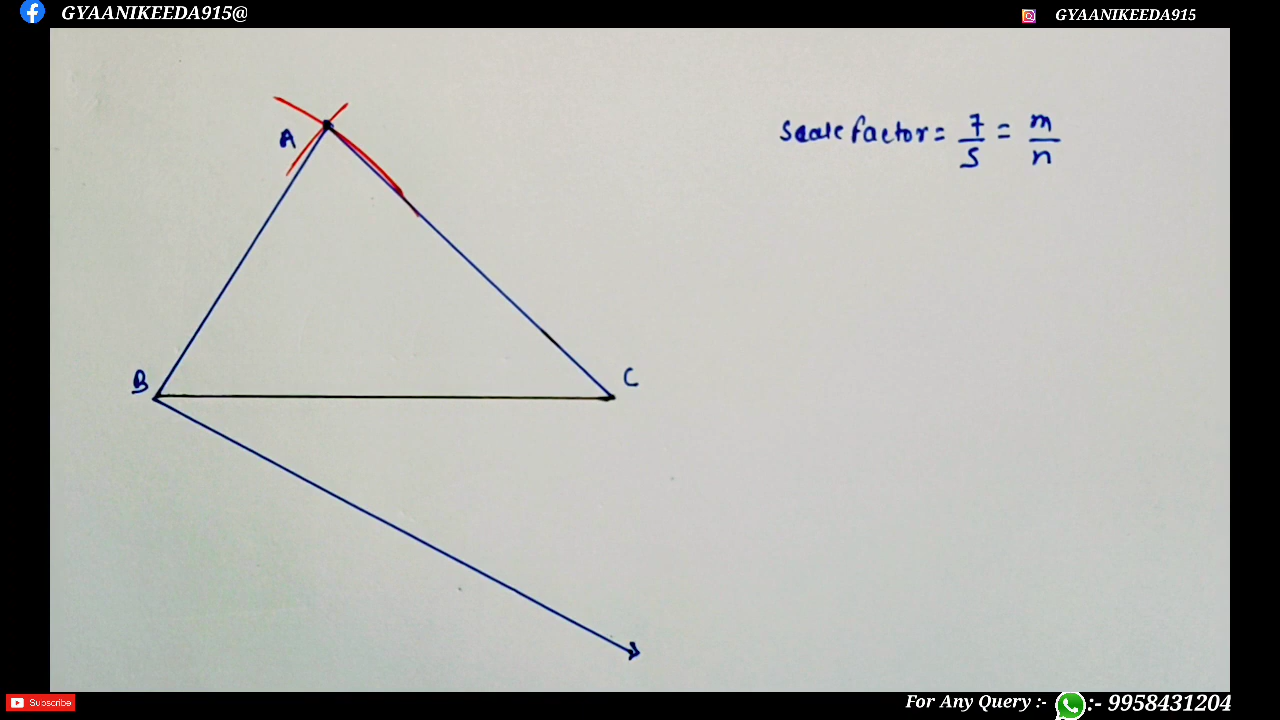 GYAANIKEEDA915@
GYAANIKEEDA915
Scale factor = 7/5 = m/n
A
B
C
Subscribe
For Any Query :- :- 9958431204